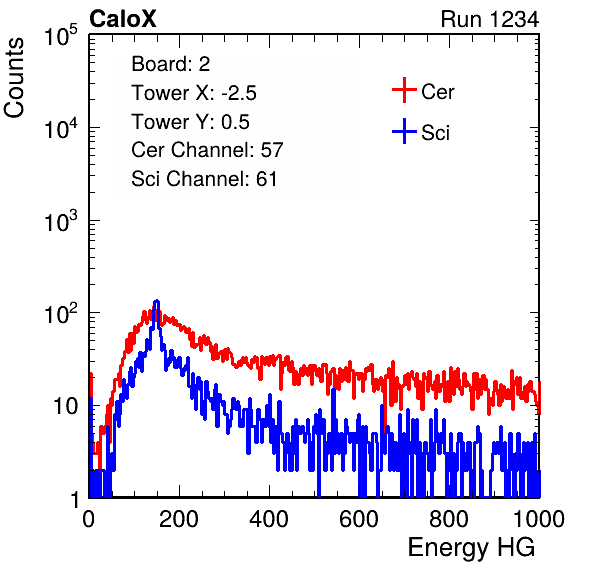 CaloX Run 1234
Counts
Board: 2
Tower X: -2.5
Tower Y: 0.5
Cer Channel: 57
Sci Channel: 61
Cer
Sci
10^5
10^4
10^3
10^2
10
1
0 200 400 600 800 1000
Energy HG